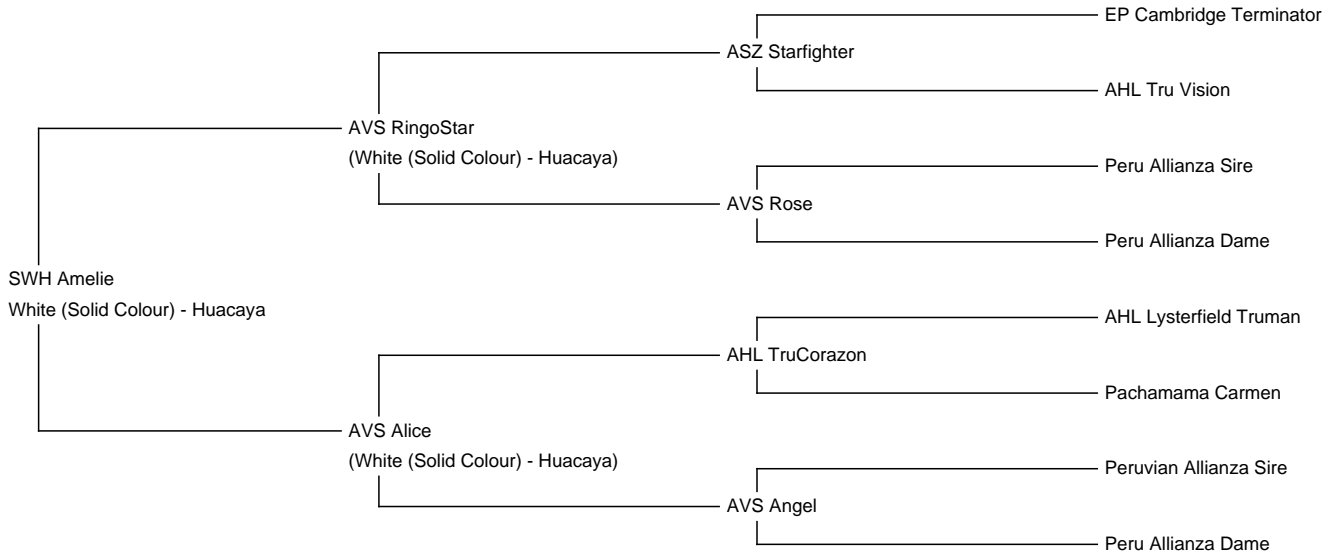 EP Cambridge Terminator
ASZ Starfighter
AHL Tru Vision
AVS RingoStar
(White (Solid Colour) - Huacaya)
Peru Allianza Sire
AVS Rose
Peru Allianza Dame
SWH Amelie
White (Solid Colour) - Huacaya
AHL Lysterfield Truman
AHL TruCorazon
Pachamama Carmen
AVS Alice
(White (Solid Colour) - Huacaya)
Peruvian Allianza Sire
AVS Angel
Peru Allianza Dame